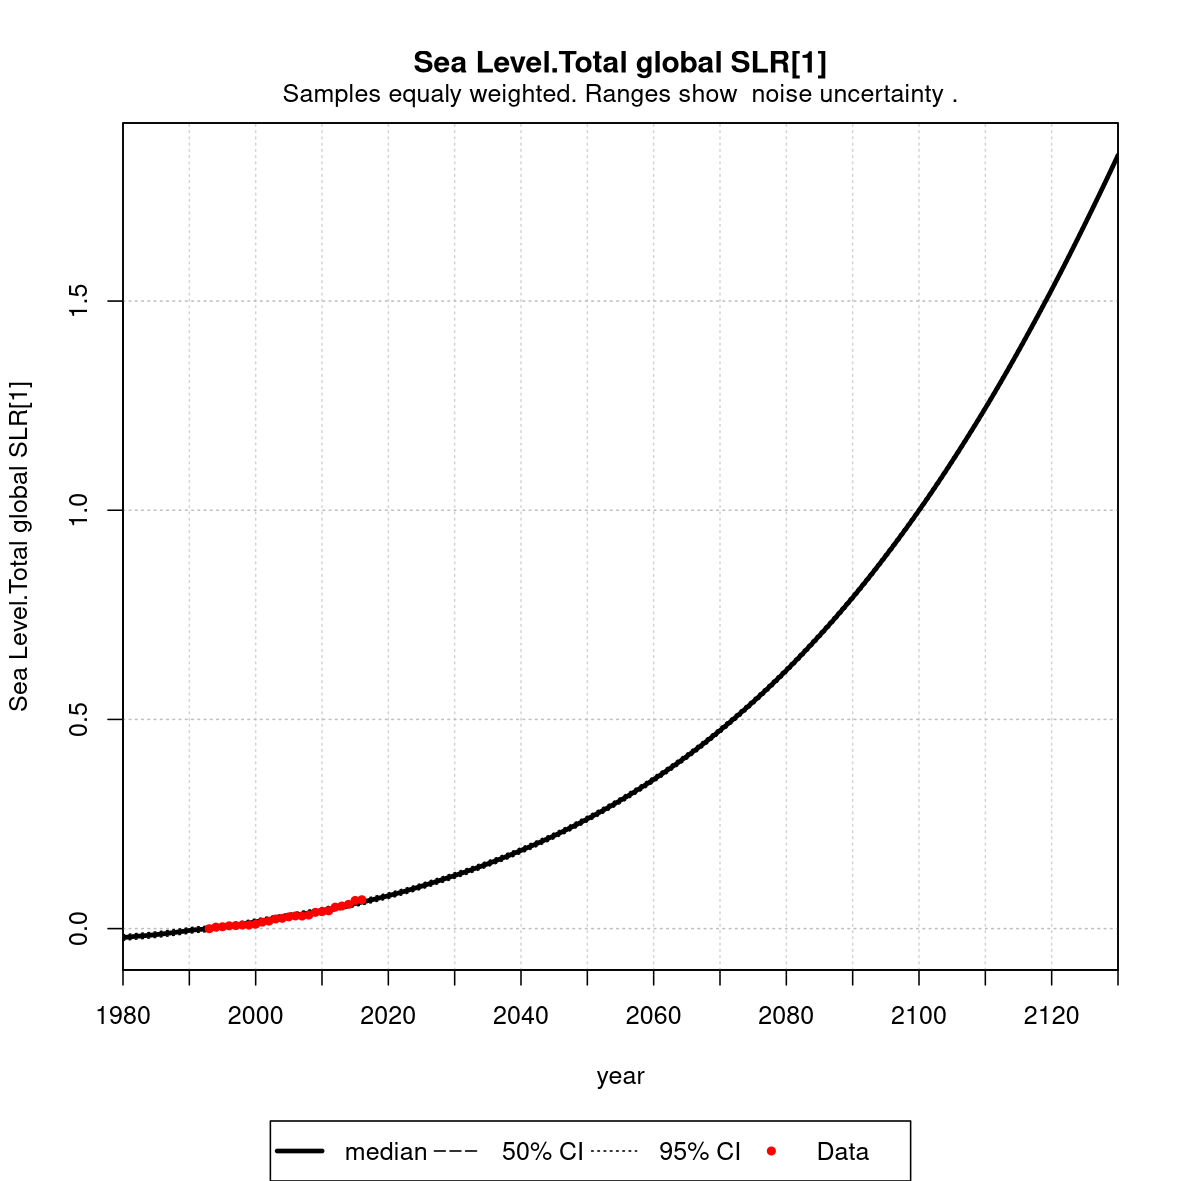 Sea Level.Total global SLR[1]
Samples equaly weighted. Ranges show  noise uncertainty .
Sea Level.Total global SLR[1]
1.5
1.0
0.5
0.0
1980 2000 2020 2040 2060 2080 2100 2120
year
median 50% CI 95% CI Data